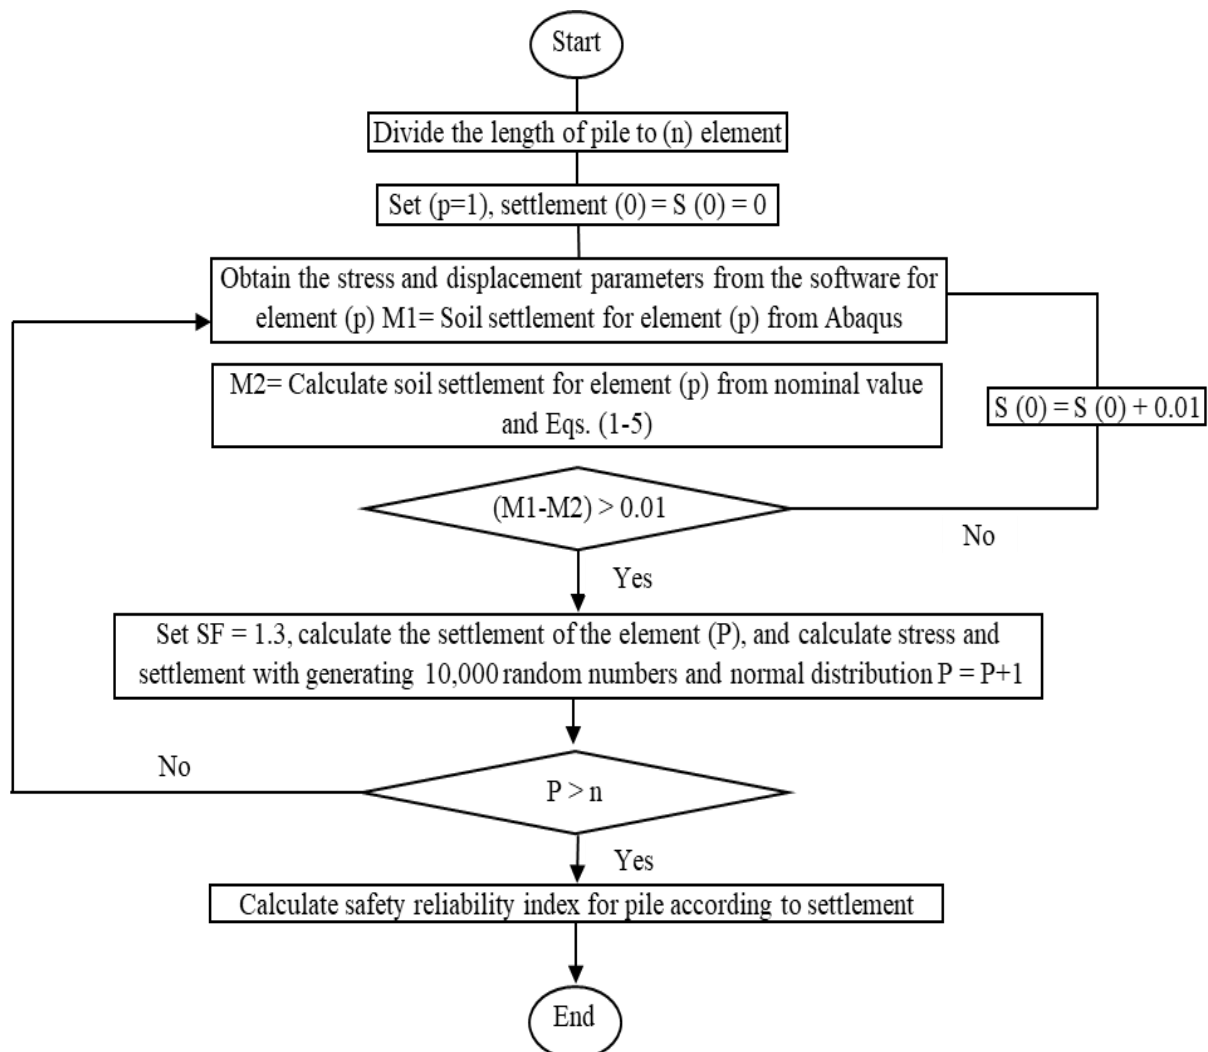 Start
Divide the length of pile to (n) element
Set (p=1), settlement (0) = S (0) = 0
Obtain the stress and displacement parameters from the software for
element (p) M1= Soil settlement for element (p) from Abaqus
M2= Calculate soil settlement for element (p) from nominal value
and Eqs. (1-5)
S (0) = S (0) + 0.01
(M1-M2) > 0.01
No
Yes
Set SF = 1.3, calculate the settlement of the element (P), and calculate stress and
settlement with generating 10,000 random numbers and normal distribution P = P+1
No
P > n
Yes
Calculate safety reliability index for pile according to settlement
End